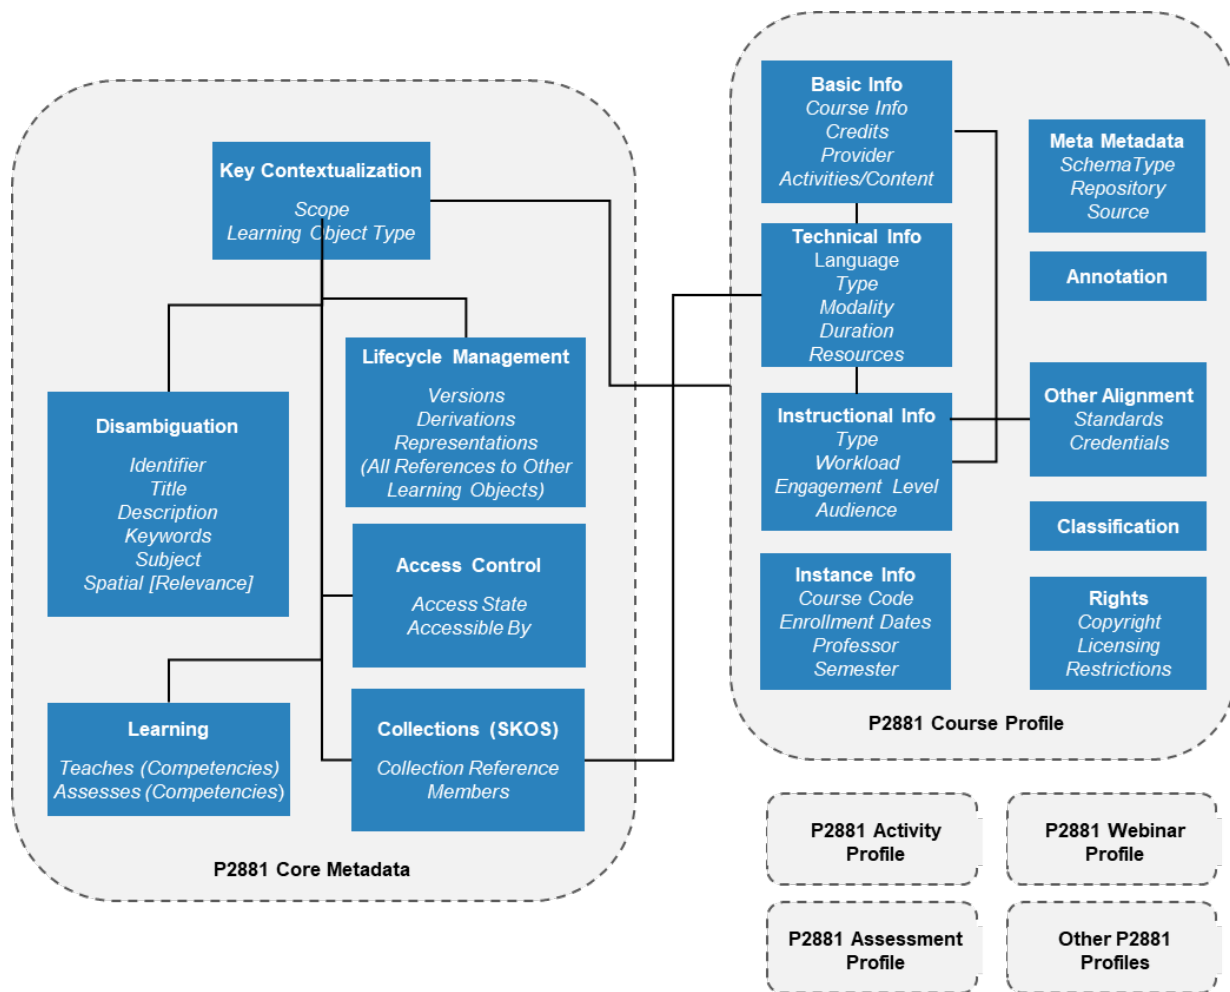 Key Contextualization
Scope
Learning Object Type
Lifecycle Management
Versions
Derivations
Representations
(All References to Other
Learning Objects)
Disambiguation
Identifier
Title
Description
Keywords
Subject
Spatial [Relevance]
Access Control
Access State
Accessible By
Learning
Teaches (Competencies)
Assesses (Competencies)
Collections (SKOS)
Collection Reference
Members
P2881 Core Metadata
Basic Info
Course Info
Credits
Provider
Activities/Content
Technical Info
Language
Type
Modality
Duration
Resources
Instructional Info
Type
Workload
Engagement Level
Audience
Instance Info
Course Code
Enrollment Dates
Professor
Semester
Meta Metadata
SchemaType
Repository
Source
Annotation
Other Alignment
Standards
Credentials
Classification
Rights
Copyright
Licensing
Restrictions
P2881 Course Profile
P2881 Activity
Profile
P2881 Webinar
Profile
P2881 Assessment
Profile
Other P2881
Profiles